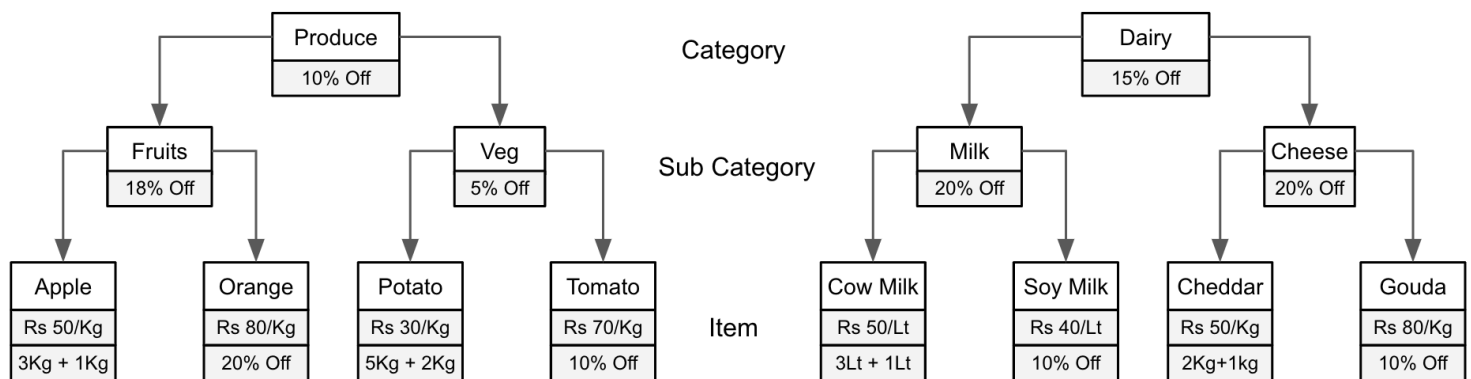 Produce
10% Off
Category
Dairy
15% Off
Fruits
18% Off
Veg
5% Off
Sub Category
Milk
20% Off
Cheese
20% Off
Apple
Rs 50/Kg
3Kg + 1Kg
Orange
Rs 80/Kg
20% Off
Potato
Rs 30/Kg
5Kg + 2Kg
Tomato
Rs 70/Kg
10% Off
Item
Cow Milk
Rs 50/Lt
3Lt + 1Lt
Soy Milk
Rs 40/Lt
10% Off
Cheddar
Rs 50/Kg
2Kg+1kg
Gouda
Rs 80/Kg
10% Off